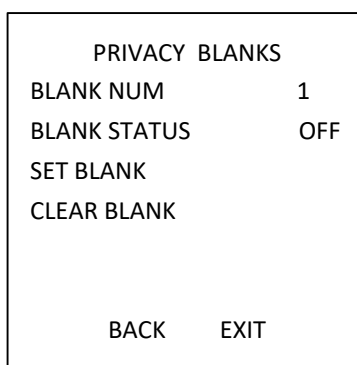 PRIVACY BLANKS
BLANK NUM 1
BLANK STATUS OFF
SET BLANK
CLEAR BLANK
BACK EXIT